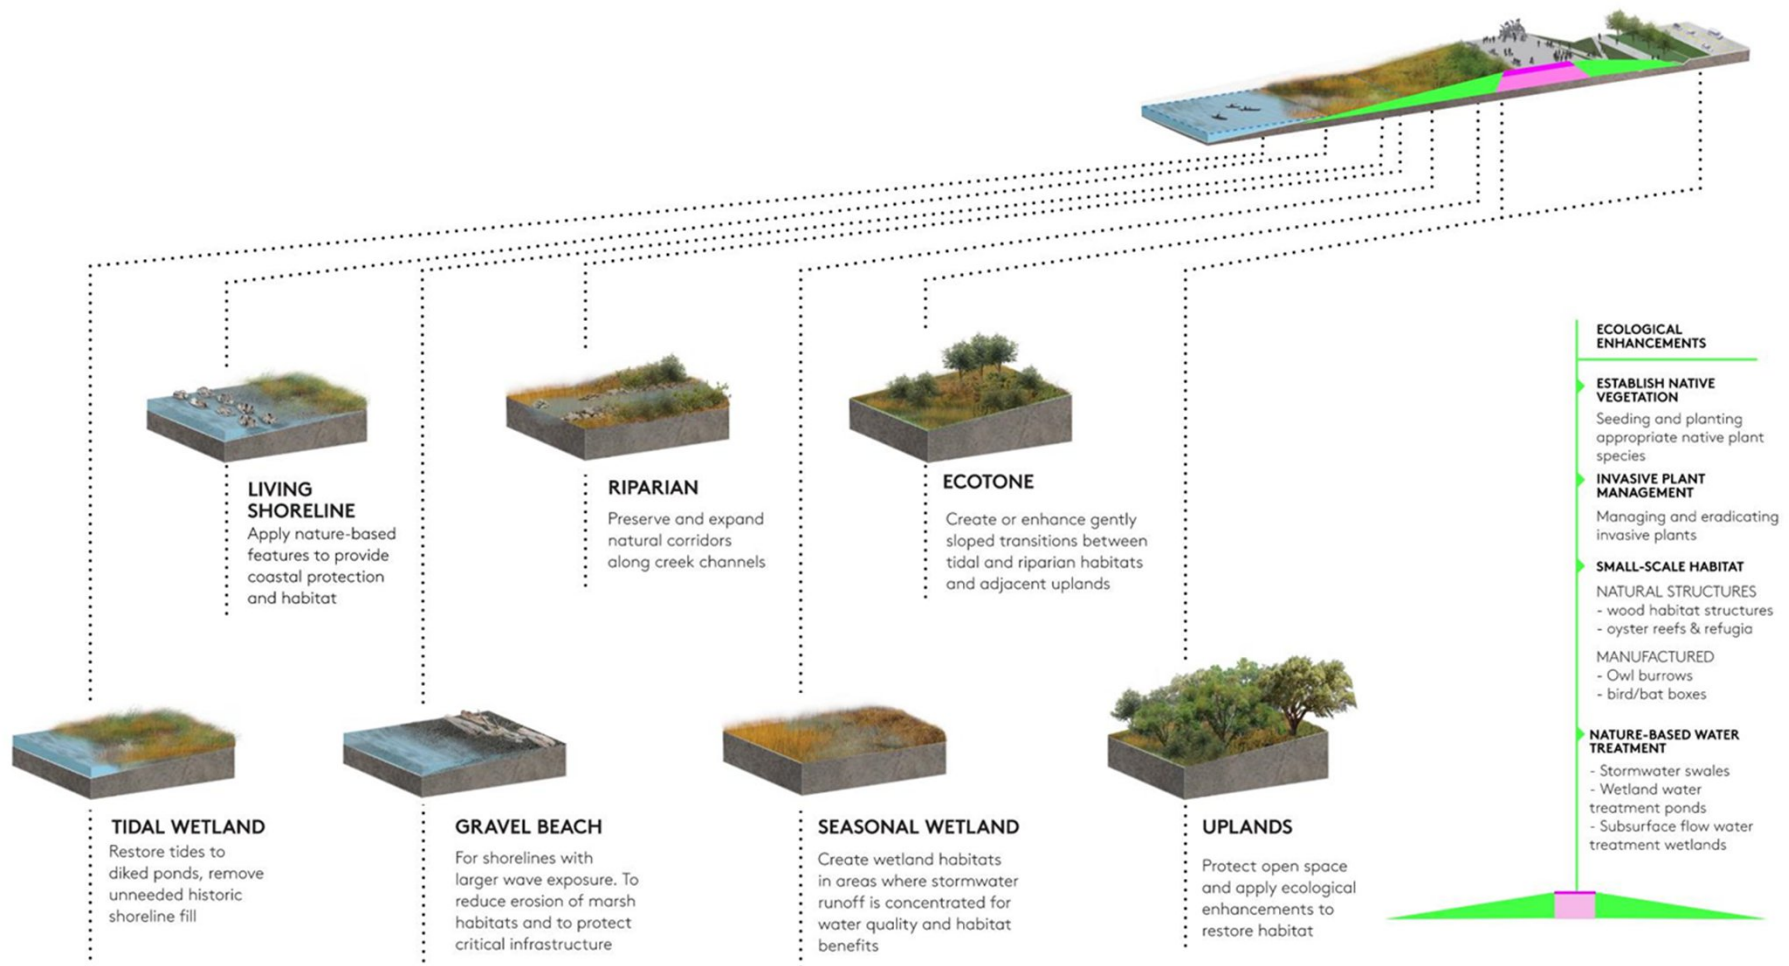 LIVING
SHORELINE
Apply nature-based
features to provide
coastal protection
and habitat
RIPARIAN
Preserve and expand
natural corridors
along creek channels
ECOTONE
Create or enhance gently
sloped transitions between
tidal and riparian habitats
and adjacent uplands
TIDAL WETLAND
Restore tides to
diked ponds, remove
unneeded historic
shoreline fill
GRAVEL BEACH
For shorelines with
larger wave exposure. To
reduce erosion of marsh
habitats and to protect
critical infrastructure
SEASONAL WETLAND
Create wetland habitats
in areas where stormwater
runoff is concentrated for
water quality and habitat
benefits
UPLANDS
Protect open space
and apply ecological
enhancements to
restore habitat
ECOLOGICAL
ENHANCEMENTS
ESTABLISH NATIVE
VEGETATION
Seeding and planting
appropriate native plant
species
INVASIVE PLANT
MANAGEMENT
Managing and eradicating
invasive plants
SMALL-SCALE HABITAT
NATURAL STRUCTURES
- wood habitat structures
- oyster reefs & refugia
MANUFACTURED
- Owl burrows
- bird/bat boxes
NATURE-BASED WATER
TREATMENT
- Stormwater swales
- Wetland water
treatment ponds
- Subsurface flow water
treatment wetlands